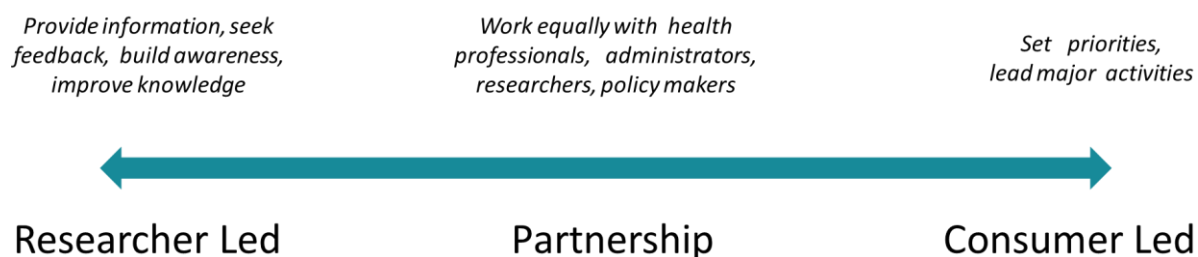 Provide information, seek
feedback, build awareness,
improve knowledge
Work equally with health
professionals, administrators,
researchers, policy makers
Set priorities,
lead major activities
Researcher Led
Partnership
Consumer Led